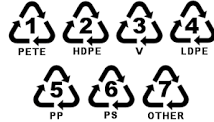 1 2 3 4
PETE HDPE V LDPE
5 6 7
PP PS OTHER